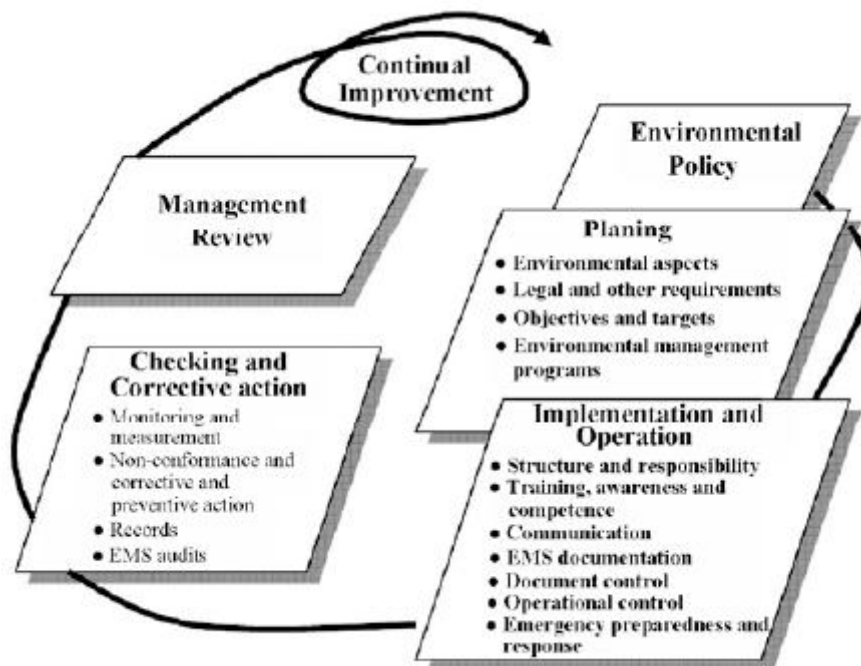 Continual
Improvement
Environmental
Policy
Management
Review
Planing
● Environmental aspects
● Legal and other requirements
● Objectives and targets
● Environmental management
programs
Checking and
Corrective action
● Monitoring and
measurement
● Non-conformance and
corrective and
preventive action
● Records
● EMS audits
Implementation and
Operation
● Structure and responsibility
● Training, awareness and
competence
● Communication
● EMS documentation
● Document control
● Operational control
● Emergency preparedness and
response